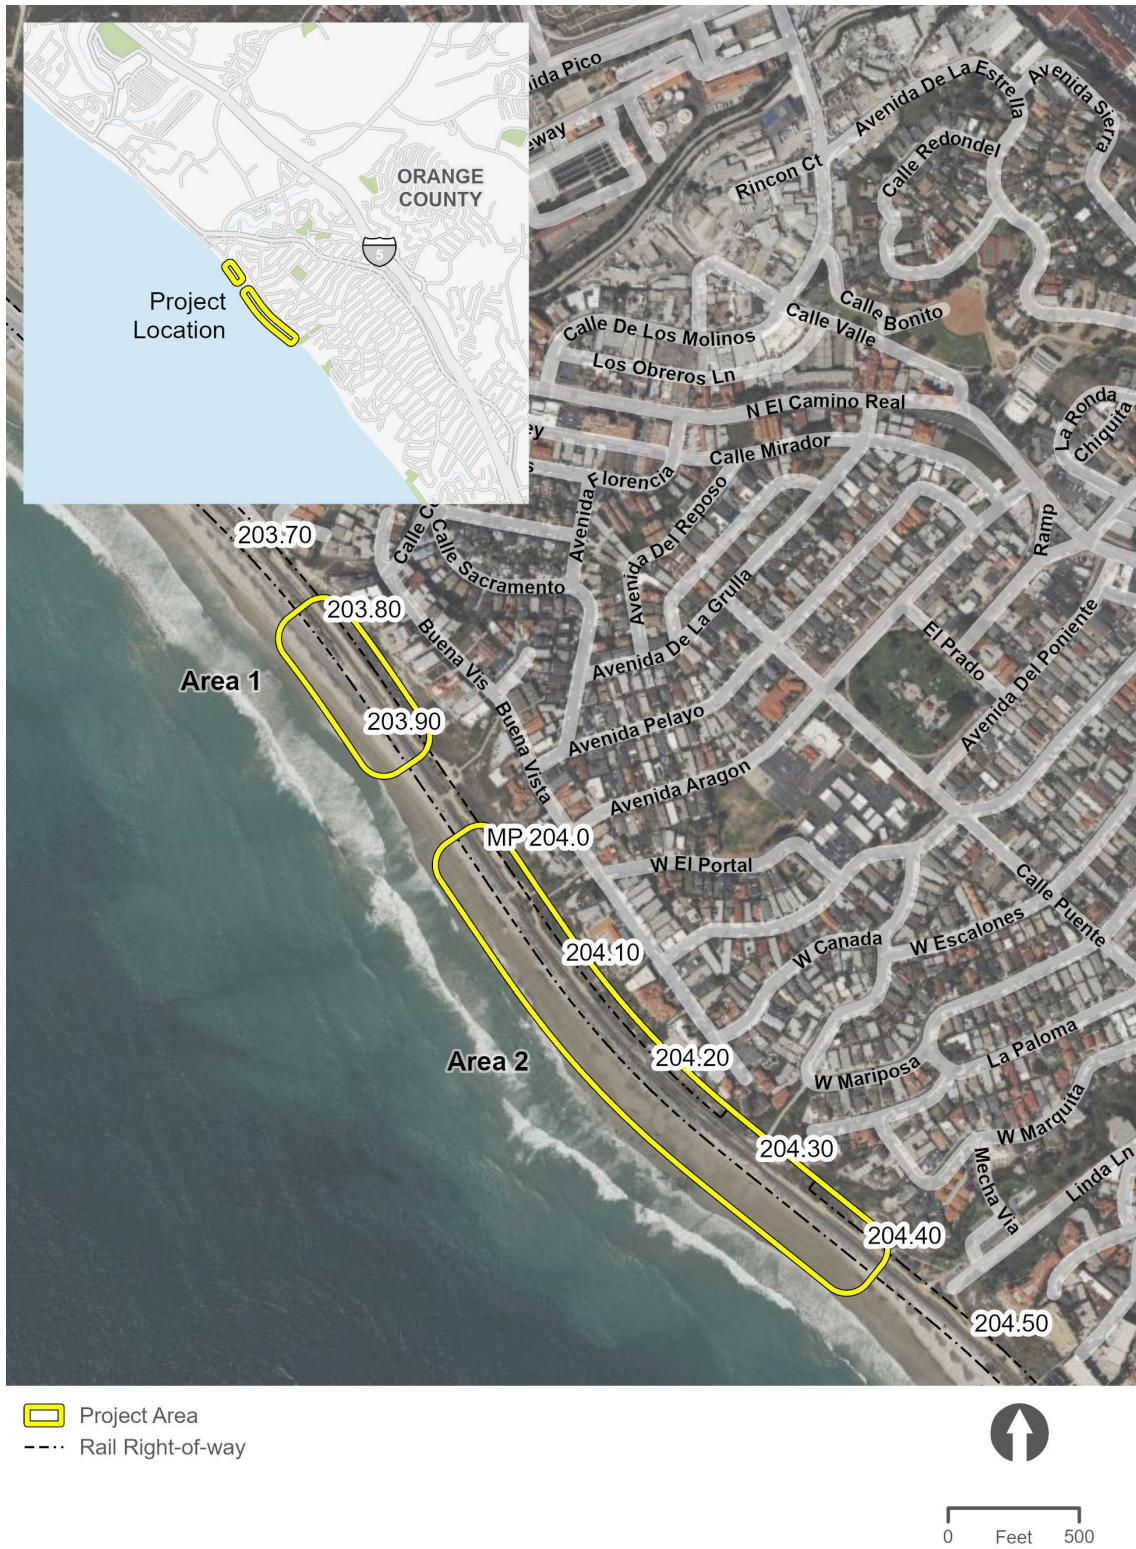 ORANGE
COUNTY
5
Project
Location
ida Pico
eway
Avenida De La Estrella
Avenida Sierra
Calle Redondel
Rincon Ct
Calle Bonito
Calle Valle
Calle De Los Molinos
Los Obreros Ln
N El Camino Real
La Ronda
Chiquita
ey
Calle Mirador
s
Florencia
Avenida
Avenida Del Reposo
Ramp
Calle C
Calle Sacramento
203.70
Avenida De La Grulla
203.80
Buena Vis
El Prado
Avenida Del Poniente
Area 1
203.90
Buena Vista
Avenida Pelayo
Avenida Aragon
MP 204.0
W El Portal
Calle Puente
204.10
W Canada
W Escalones
Area 2
204.20
W Mariposa
La Paloma
W Marquita
204.30
Mecha Via
Linda Ln
204.40
204.50
Project Area
Rail Right-of-way
0 Feet 500